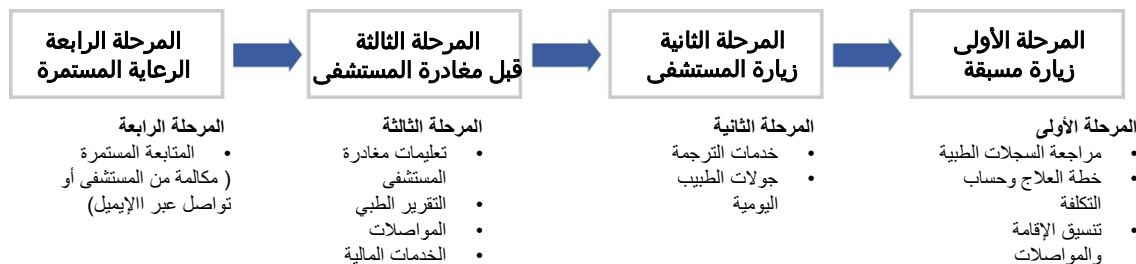 المرحلة الأولى
زيارة مسبقة
المرحلة الثانية
زيارة المستشفى
المرحلة الثالثة
قبل مغادرة المستشفى
المرحلة الرابعة
الرعاية المستمرة
المرحلة الأولى
• مراجعة السجلات الطبية
• خطة العلاج وحساب
التكلفة
• تنسيق الإقامة
والمواصلات
المرحلة الثانية
• خدمات الترجمة
• جولات الطبيب
اليومية
المرحلة الثالثة
• تعليمات مغادرة
المستشفى
• التقرير الطبي
• المواصلات
• الخدمات المالية
المرحلة الرابعة
• المتابعة المستمرة
( مكالمة من المستشفى أو
تواصل عبر االإيميل)